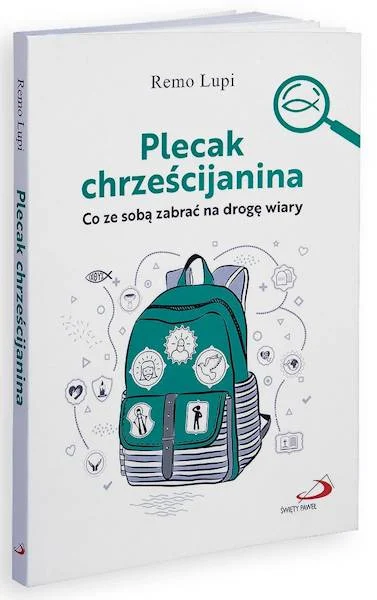 Remo Lupi
Plecak
chrześcijanina
Co ze sobą zabrać na drogę wiary
ŚWIĘTY PAWEŁ
Remo Lupi
Plecak chrześcijanina